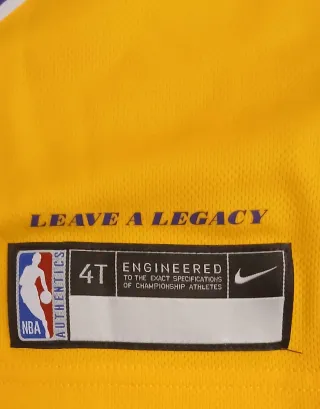 LEAVE A LEGACY
NBA
AUTHENTICS
4T
ENGINEERED
TO THE EXACT SPECIFICATIONS
OF CHAMPIONSHIP ATHLETES